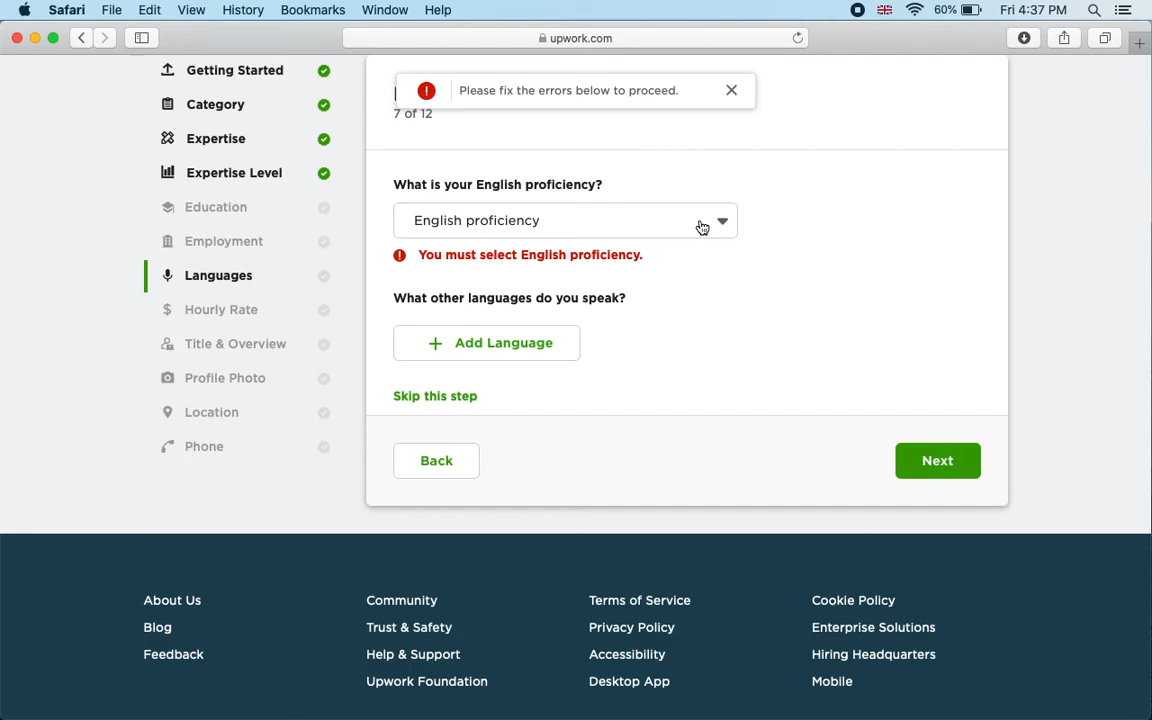 Safari File Edit View History Bookmarks Window Help 60% Fri 4:37 PM
upwork.com
Getting Started
Category
Expertise
Expertise Level
Education
Employment
Languages
Hourly Rate
Title & Overview
Profile Photo
Location
Phone
Please fix the errors below to proceed.
7 of 12
What is your English proficiency?
English proficiency
You must select English proficiency.
What other languages do you speak?
Add Language
Skip this step
Back
Next
About Us
Blog
Feedback
Community
Trust & Safety
Help & Support
Upwork Foundation
Terms of Service
Privacy Policy
Accessibility
Desktop App
Cookie Policy
Enterprise Solutions
Hiring Headquarters
Mobile